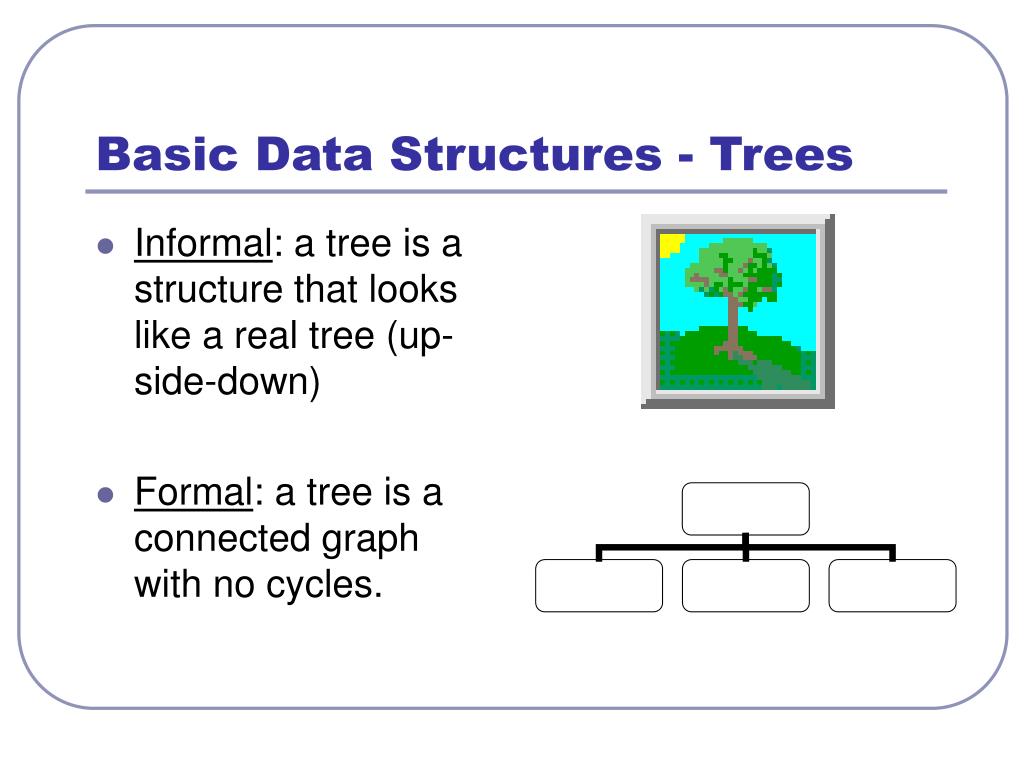 Basic Data Structures - Trees
Informal: a tree is a
structure that looks
like a real tree (up-
side-down)
Formal: a tree is a
connected graph
with no cycles.